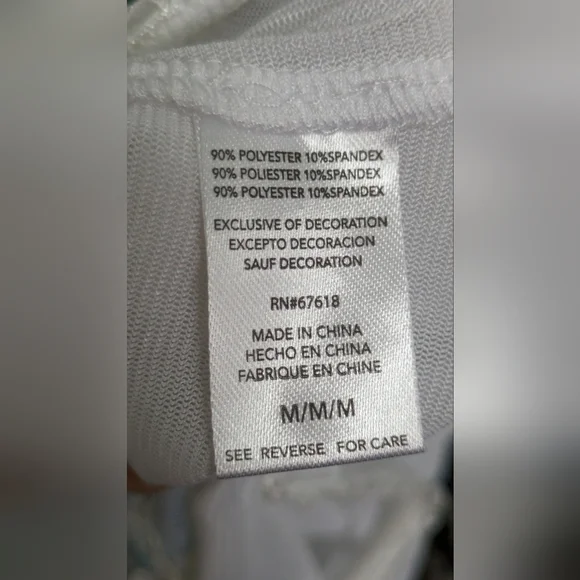 90% POLYESTER 10%SPANDEX
90% POLIESTER 10%SPANDEX
90% POLYESTER 10%SPANDEX
EXCLUSIVE OF DECORATION
EXCEPTO DECORACION
SAUF DECORATION
RN#67618
MADE IN CHINA
HECHO EN CHINA
FABRIQUE EN CHINE
M/M/M
SEE REVERSE FOR CARE